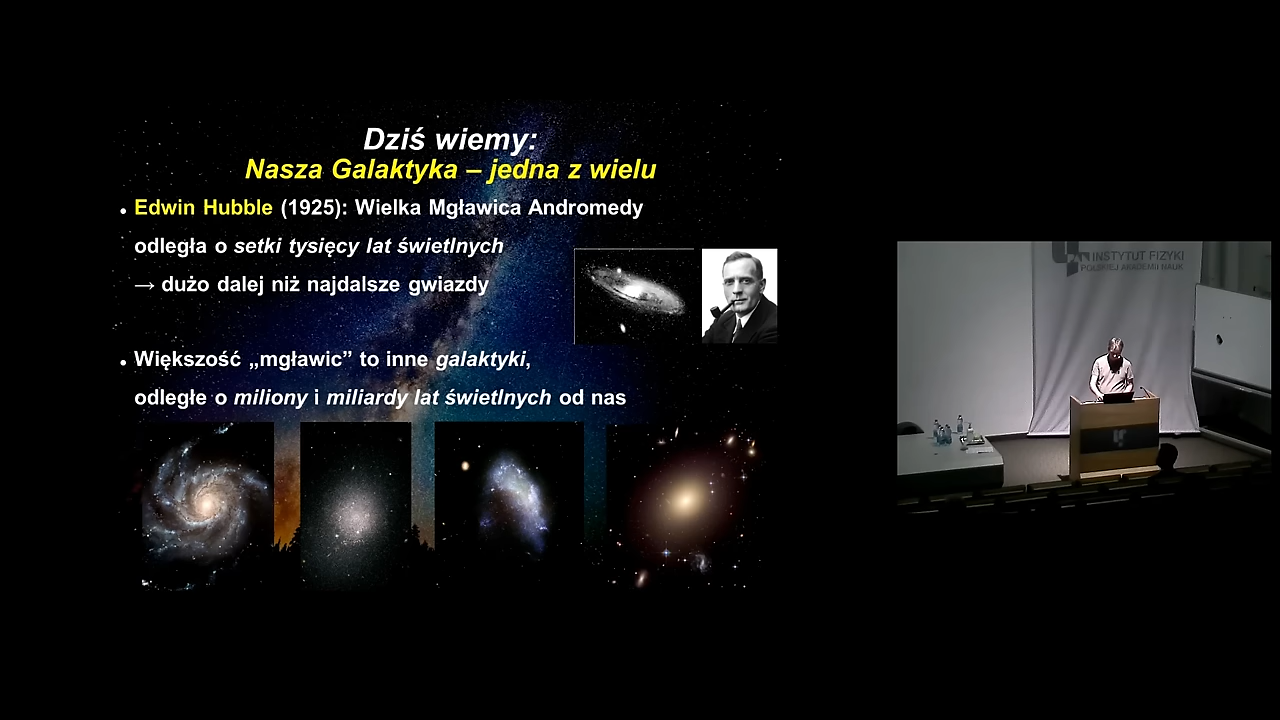 Dziś wiemy:
Nasza Galaktyka – jedna z wielu
• Edwin Hubble (1925): Wielka Mgławica Andromedy
odległa o setki tysięcy lat świetlnych
→ dużo dalej niż najdalsze gwiazdy
• Większość „mgławic” to inne galaktyki,
odległe o miliony i miliardy lat świetlnych od nas
INSTYTUT FIZYKI
POLSKIEJ AKADEMII NAUK